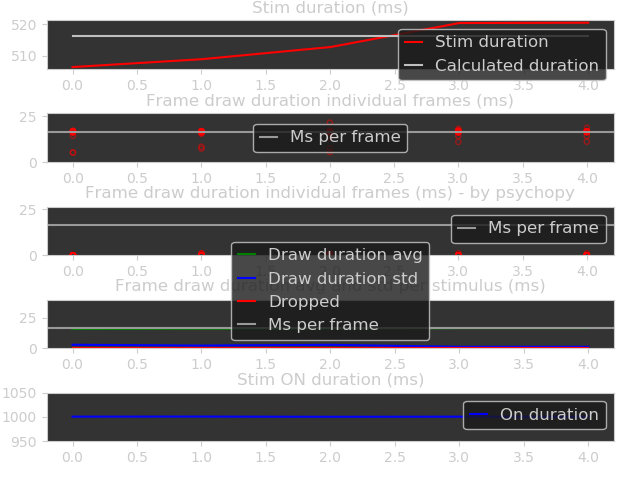 Stim duration (ms)
520
510
Stim duration
Calculated duration
0.0 0.5 1.0 1.5 2.0 2.5 3.0 3.5 4.0
Frame draw duration individual frames (ms)
25
0
Ms per frame
0.0 0.5 1.0 1.5 2.0 2.5 3.0 3.5 4.0
Frame draw duration individual frames (ms) - by psychopy
25
0
Ms per frame
0.0 0.5 1.0 1.5 2.0 2.5 3.0 3.5 4.0
Frame draw duration avg and std per stimulus (ms)
25
0
Draw duration avg
Draw duration std
Dropped
Ms per frame
0.0 0.5 1.0 1.5 2.0 2.5 3.0 3.5 4.0
Stim ON duration (ms)
1050
1000
950
On duration
0.0 0.5 1.0 1.5 2.0 2.5 3.0 3.5 4.0